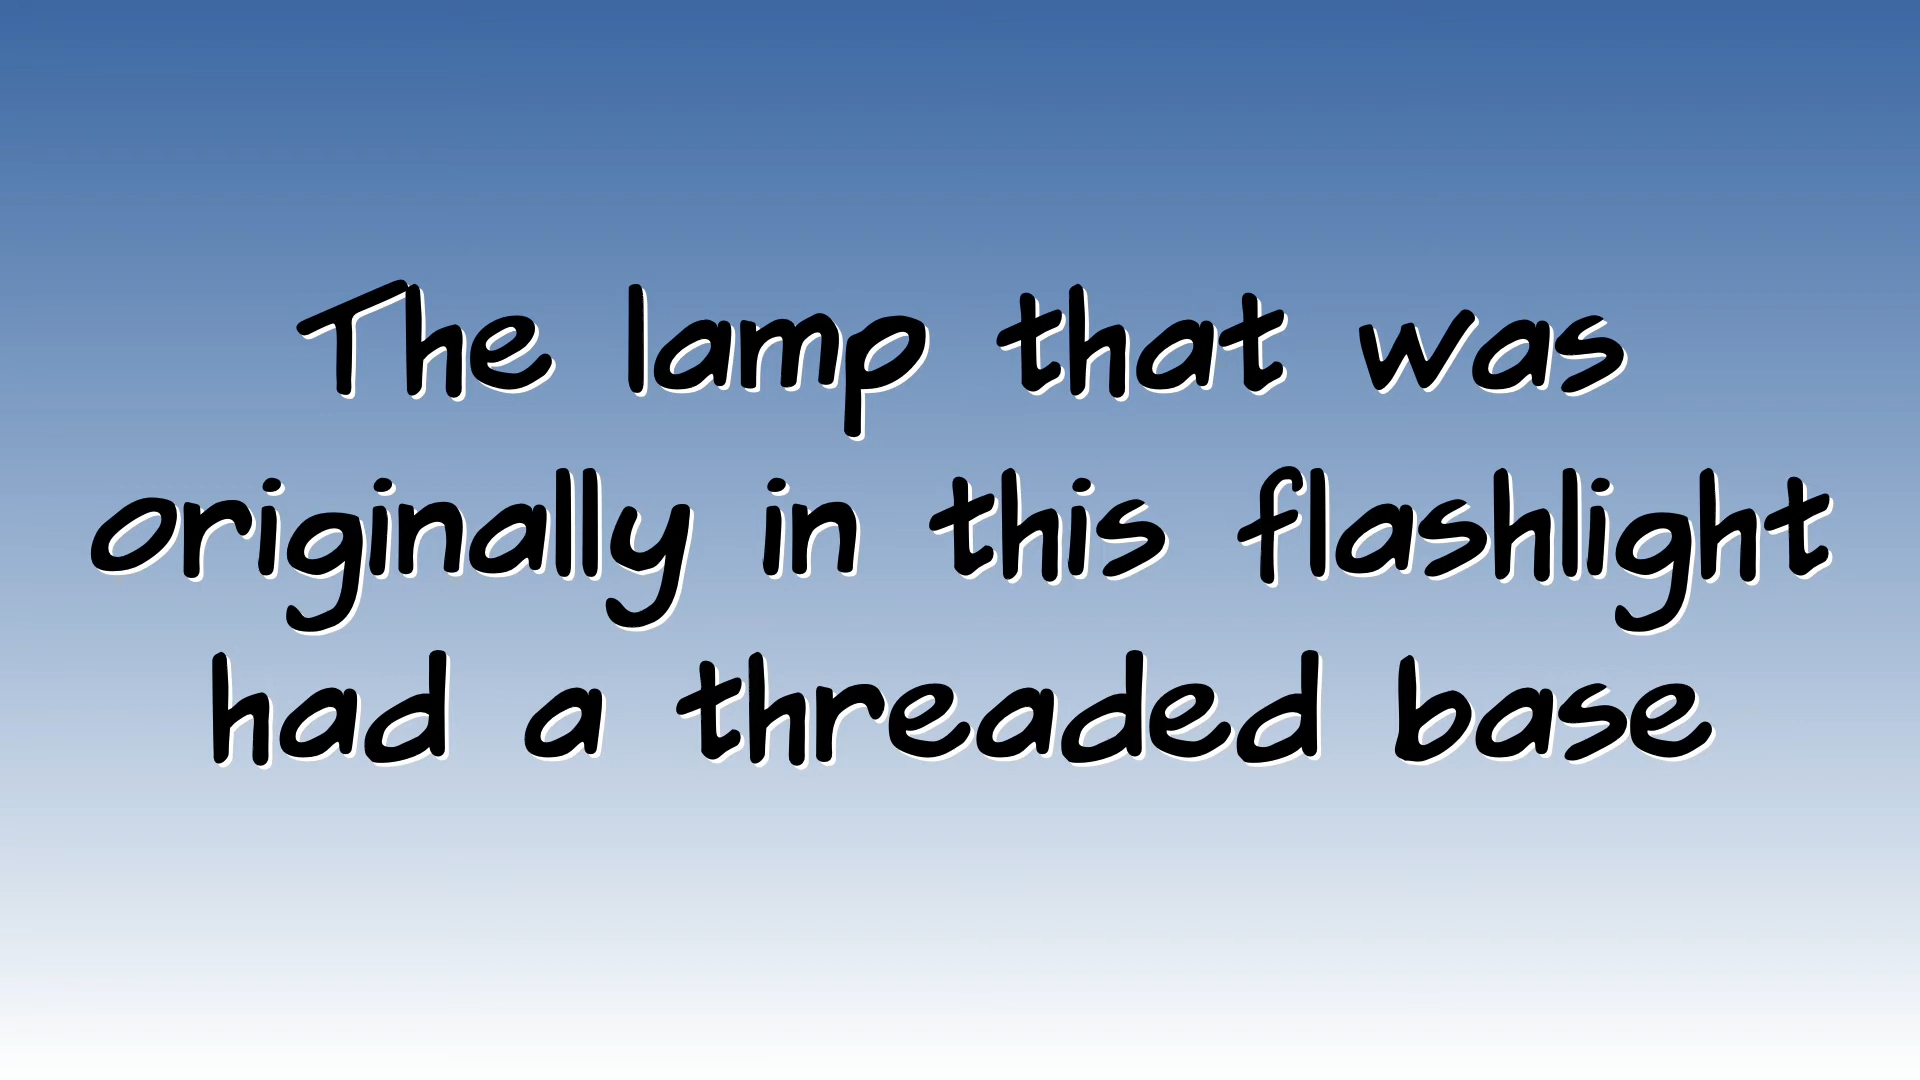 The lamp that was
originally in this flashlight
had a threaded base